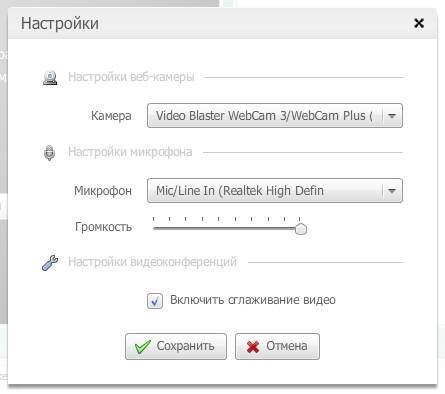 Настройки
Настройки веб-камеры
Камера Video Blaster WebCam 3/WebCam Plus (
Настройки микрофона
Микрофон Mic/Line In (Realtek High Defin
Громкость
Настройки видеоконференций
Включить сглаживание видео
Сохранить Отмена